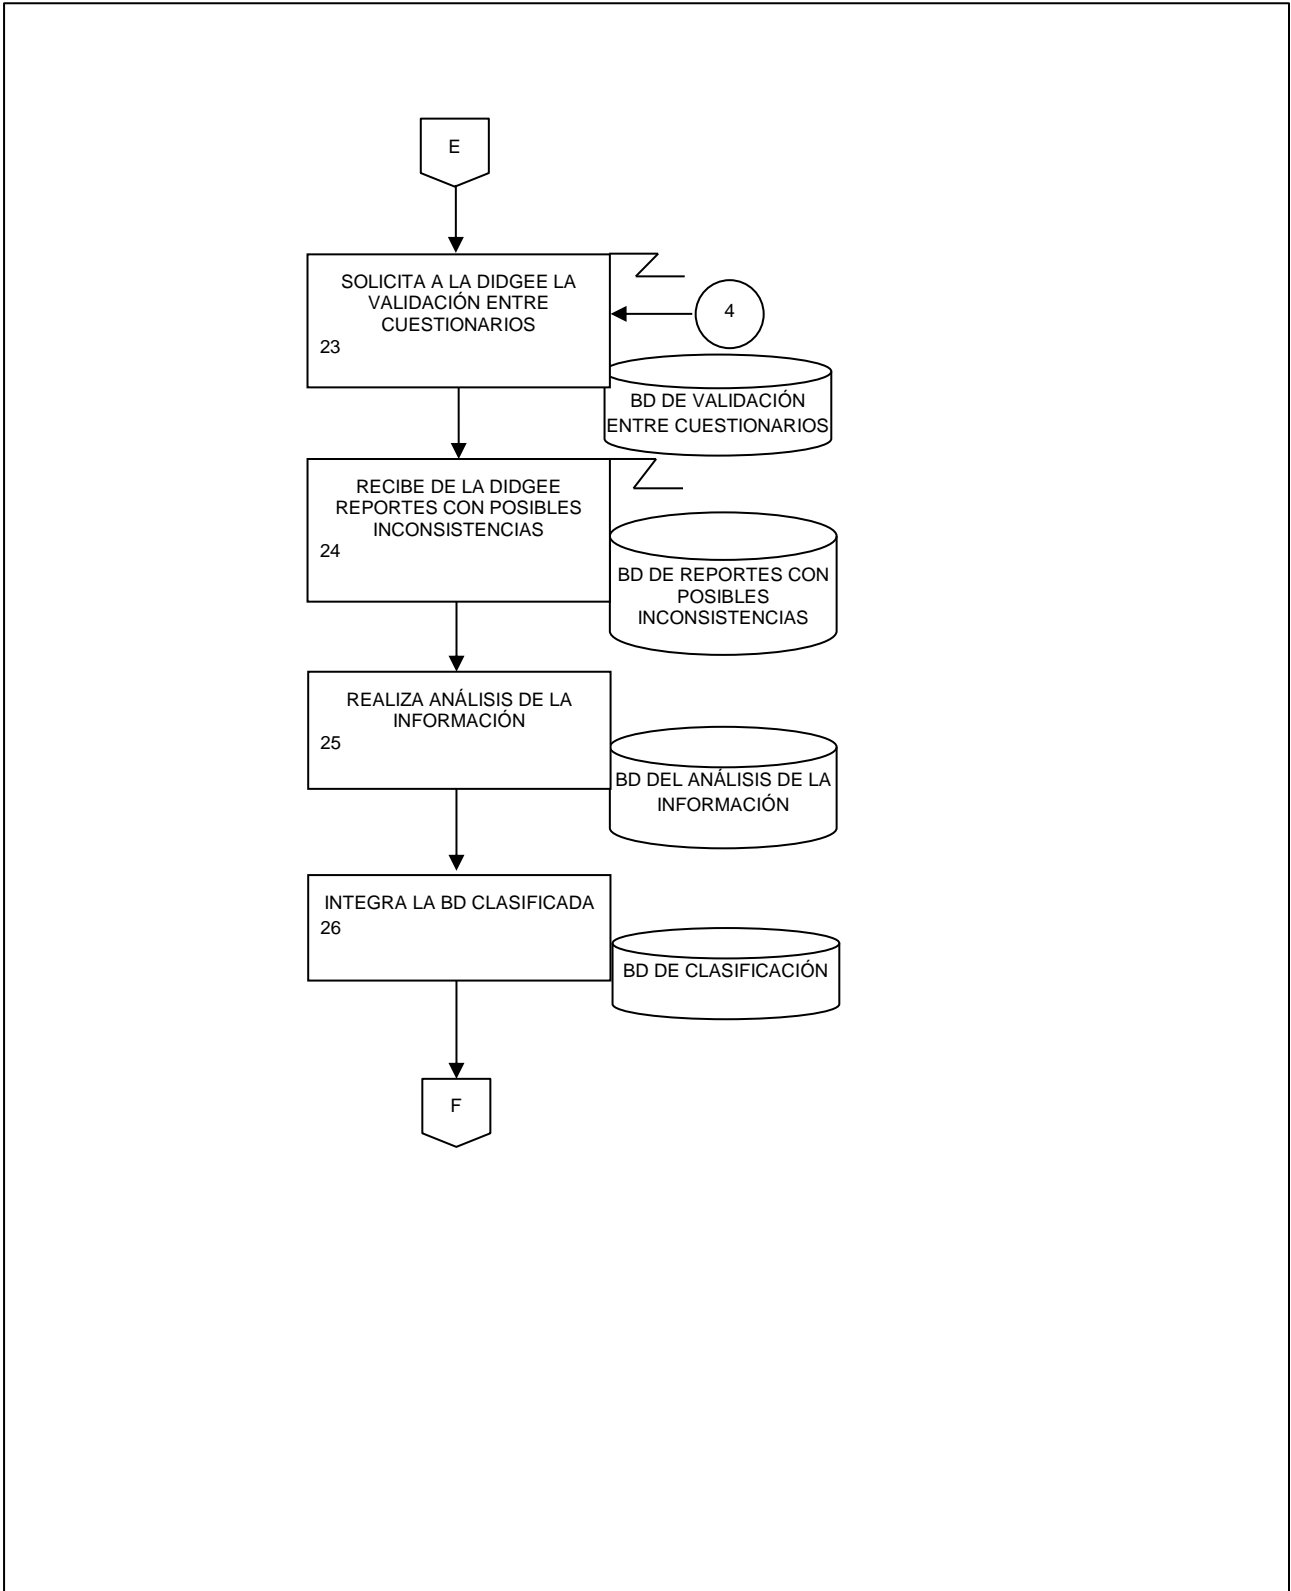 E
SOLICITA A LA DIDGEE LA
VALIDACIÓN ENTRE
CUESTIONARIOS
23
4
BD DE VALIDACIÓN
ENTRE CUESTIONARIOS
RECIBE DE LA DIDGEE
REPORTES CON POSIBLES
INCONSISTENCIAS
24
BD DE REPORTES CON
POSIBLES
INCONSISTENCIAS
REALIZA ANÁLISIS DE LA
INFORMACIÓN
25
BD DEL ANÁLISIS DE LA
INFORMACIÓN
INTEGRA LA BD CLASIFICADA
26
BD DE CLASIFICACIÓN
F